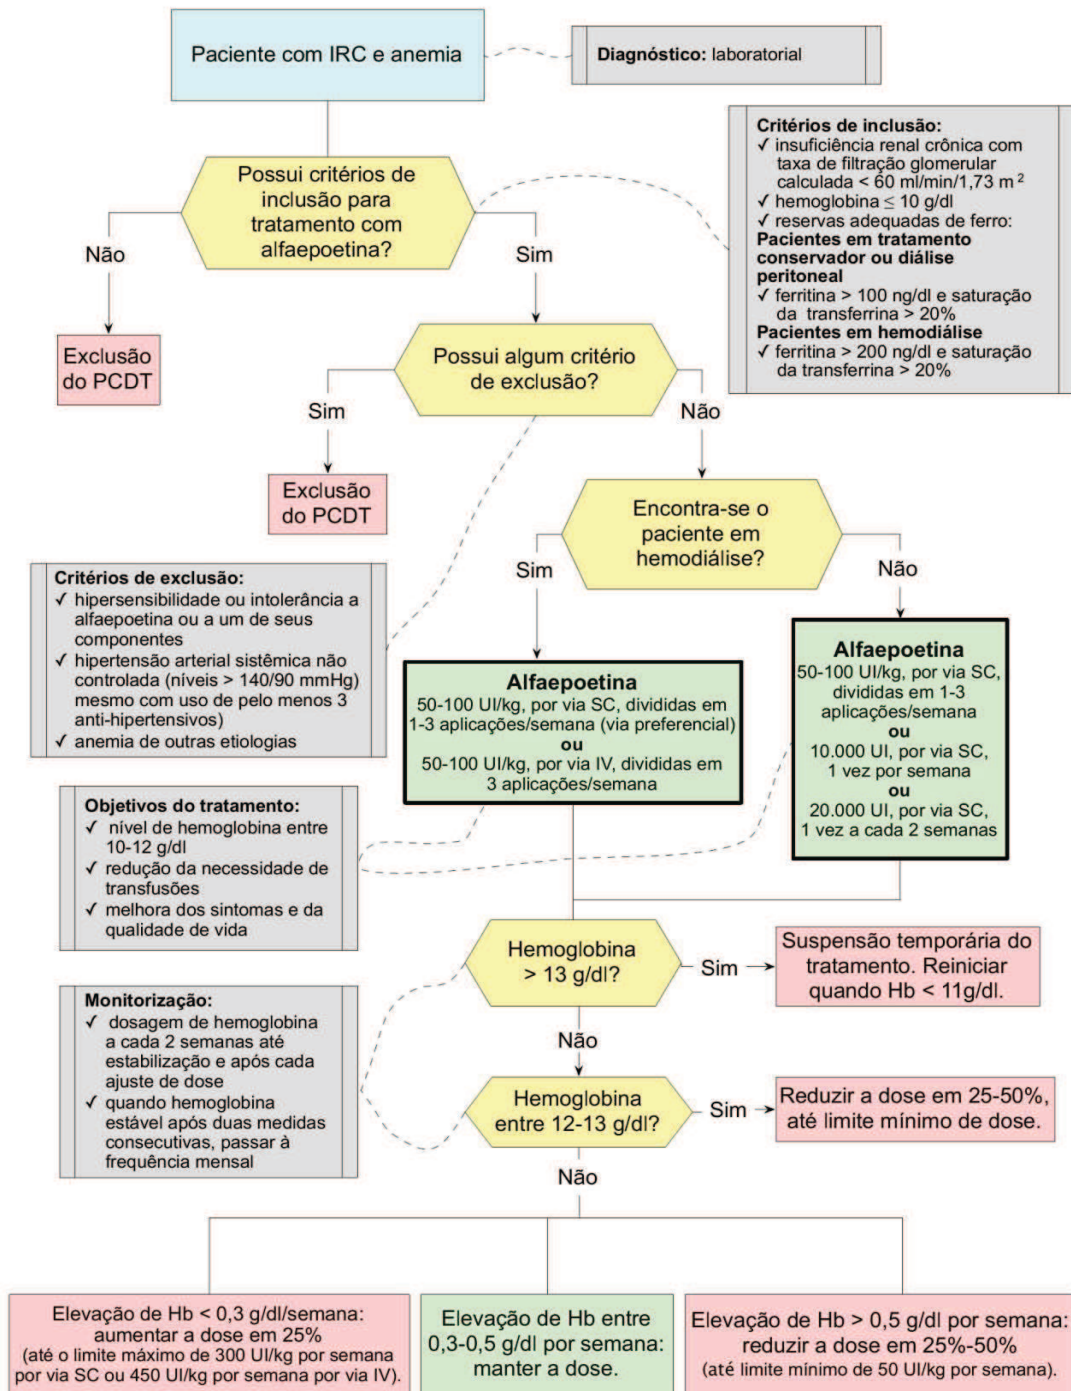 Paciente com IRC e anemia
Diagnóstico: laboratorial
Critérios de inclusão:
✓ insuficiência renal crônica com
taxa de filtração glomerular
calculada < 60 ml/min/1,73 m²
✓ hemoglobina ≤ 10 g/dl
✓ reservas adequadas de ferro:
Pacientes em tratamento
conservador ou diálise
peritoneal
✓ ferritina > 100 ng/dl e saturação
da transferrina > 20%
Pacientes em hemodiálise
✓ ferritina > 200 ng/dl e saturação
da transferrina > 20%
Possui critérios de
inclusão para
tratamento com
alfaepoetina?
Não
Sim
Exclusão
do PCDT
Possui algum critério
de exclusão?
Sim
Não
Exclusão
do PCDT
Encontra-se o
paciente em
hemodiálise?
Sim
Não
Critérios de exclusão:
✓ hipersensibilidade ou intolerância a
alfaepoetina ou a um de seus
componentes
✓ hipertensão arterial sistêmica não
controlada (níveis > 140/90 mmHg)
mesmo com uso de pelo menos 3
anti-hipertensivos)
✓ anemia de outras etiologias
Alfaepoetina
50-100 UI/kg, por via SC, divididas em
1-3 aplicações/semana (via preferencial)
ou
50-100 UI/kg, por via IV, divididas em
3 aplicações/semana
Alfaepoetina
50-100 UI/kg, por via SC,
divididas em 1-3
aplicações/semana
ou
10.000 UI, por via SC,
1 vez por semana
ou
20.000 UI, por via SC,
1 vez a cada 2 semanas
Objetivos do tratamento:
✓ nível de hemoglobina entre
10-12 g/dl
✓ redução da necessidade de
transfusões
✓ melhora dos sintomas e da
qualidade de vida
Hemoglobina
> 13 g/dl?
Sim
Suspensão temporária do
tratamento. Reiniciar
quando Hb < 11g/dl.
Não
Monitorização:
✓ dosagem de hemoglobina
a cada 2 semanas até
estabilização e após cada
ajuste de dose
✓ quando hemoglobina
estável após duas medidas
consecutivas, passar à
frequência mensal
Hemoglobina
entre 12-13 g/dl?
Sim
Reduzir a dose em 25-50%,
até limite mínimo de dose.
Não
Elevação de Hb < 0,3 g/dl/semana:
aumentar a dose em 25%
(até o limite máximo de 300 UI/kg por semana
por via SC ou 450 UI/kg por semana por via IV).
Elevação de Hb entre
0,3-0,5 g/dl por semana:
manter a dose.
Elevação de Hb > 0,5 g/dl por semana:
reduzir a dose em 25%-50%
(até limite mínimo de 50 UI/kg por semana).